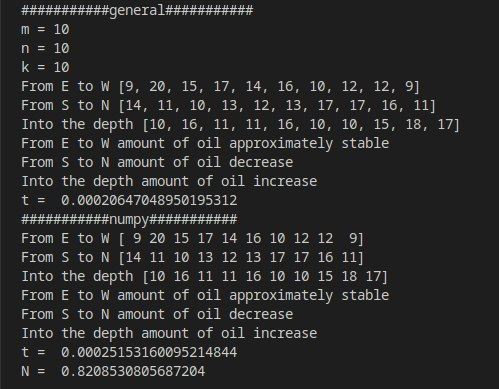 ###########general###########
m = 10
n = 10
k = 10
From E to W [9, 20, 15, 17, 14, 16, 10, 12, 12, 9]
From S to N [14, 11, 10, 13, 12, 13, 17, 17, 16, 11]
Into the depth [10, 16, 11, 11, 16, 10, 10, 15, 18, 17]
From E to W amount of oil approximately stable
From S to N amount of oil decrease
Into the depth amount of oil increase
t =  0.00020647048950195312
###########numpy###########
From E to W [ 9 20 15 17 14 16 10 12 12  9]
From S to N [14 11 10 13 12 13 17 17 16 11]
Into the depth [10 16 11 11 16 10 10 15 18 17]
From E to W amount of oil approximately stable
From S to N amount of oil decrease
Into the depth amount of oil increase
t =  0.00025153160095214844
N =  0.8208530805687204